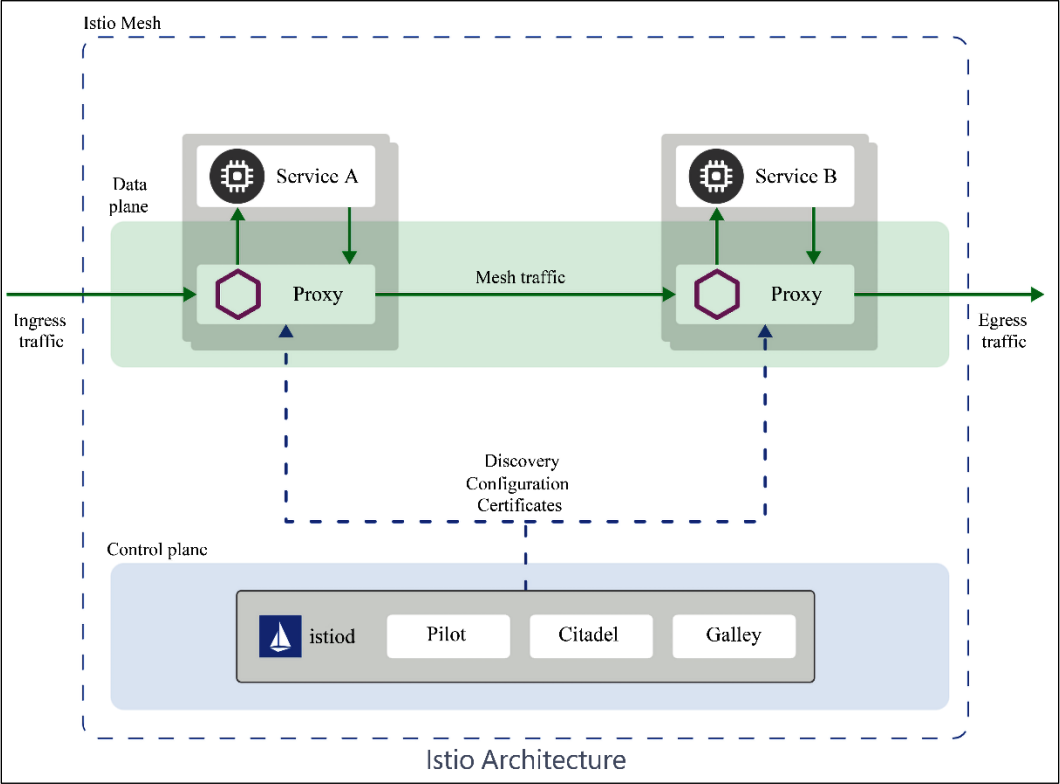 Istio Mesh
Service A
Service B
Data
plane
Proxy
Mesh traffic
Proxy
Ingress
traffic
Egress
traffic
Discovery
Configuration
Certificates
Control plane
istiod
Pilot
Citadel
Galley
Istio Architecture